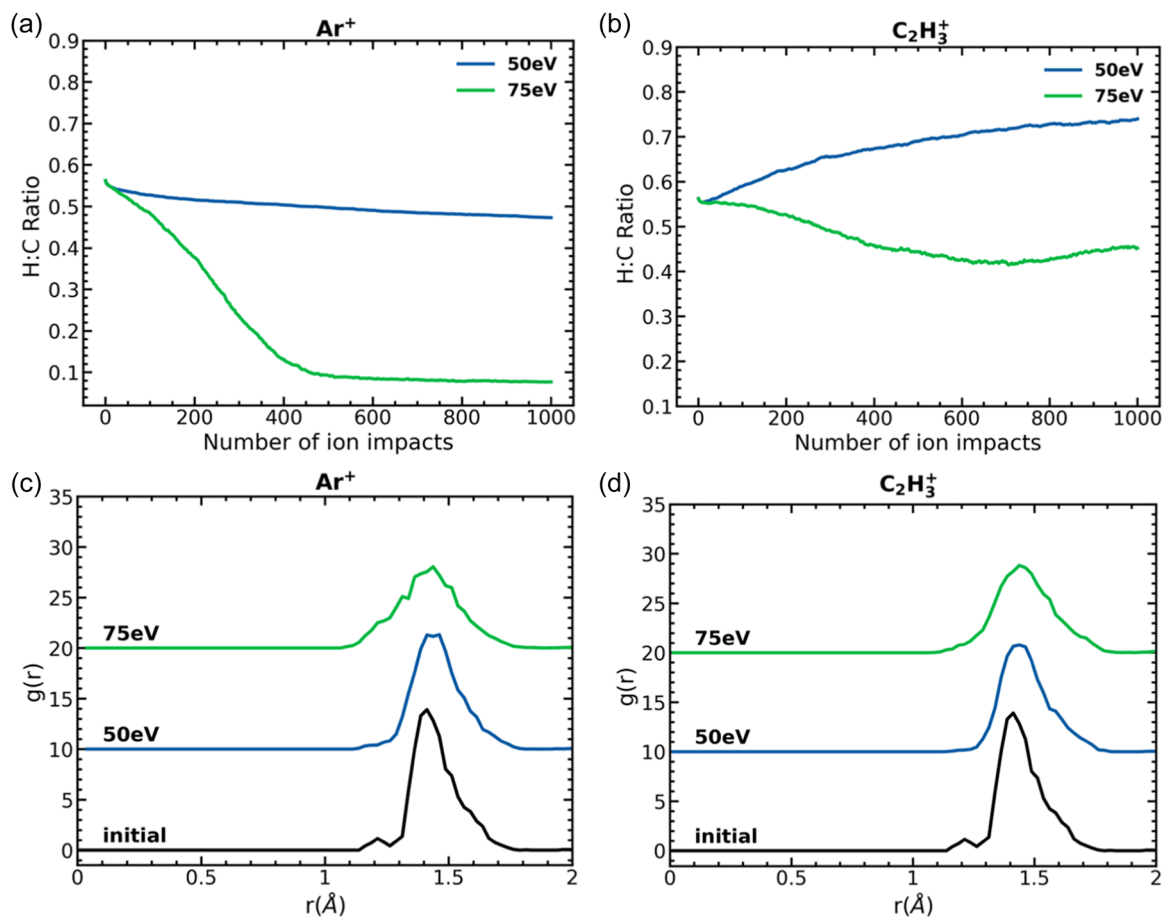 (a)
Ar⁺
0.9
0.8
0.7
0.6
0.5
0.4
0.3
0.2
0.1
H:C Ratio
50eV
75eV
0 200 400 600 800 1000
Number of ion impacts
(b)
C₂H₃⁺
0.9
0.8
0.7
0.6
0.5
0.4
0.3
0.2
0.1
H:C Ratio
50eV
75eV
0 200 400 600 800 1000
Number of ion impacts
(c)
Ar⁺
35
30
25
20
15
10
5
0
g(r)
75eV
50eV
initial
0 0.5 1 1.5 2
r(Å)
(d)
C₂H₃⁺
35
30
25
20
15
10
5
0
g(r)
75eV
50eV
initial
0 0.5 1 1.5 2
r(Å)